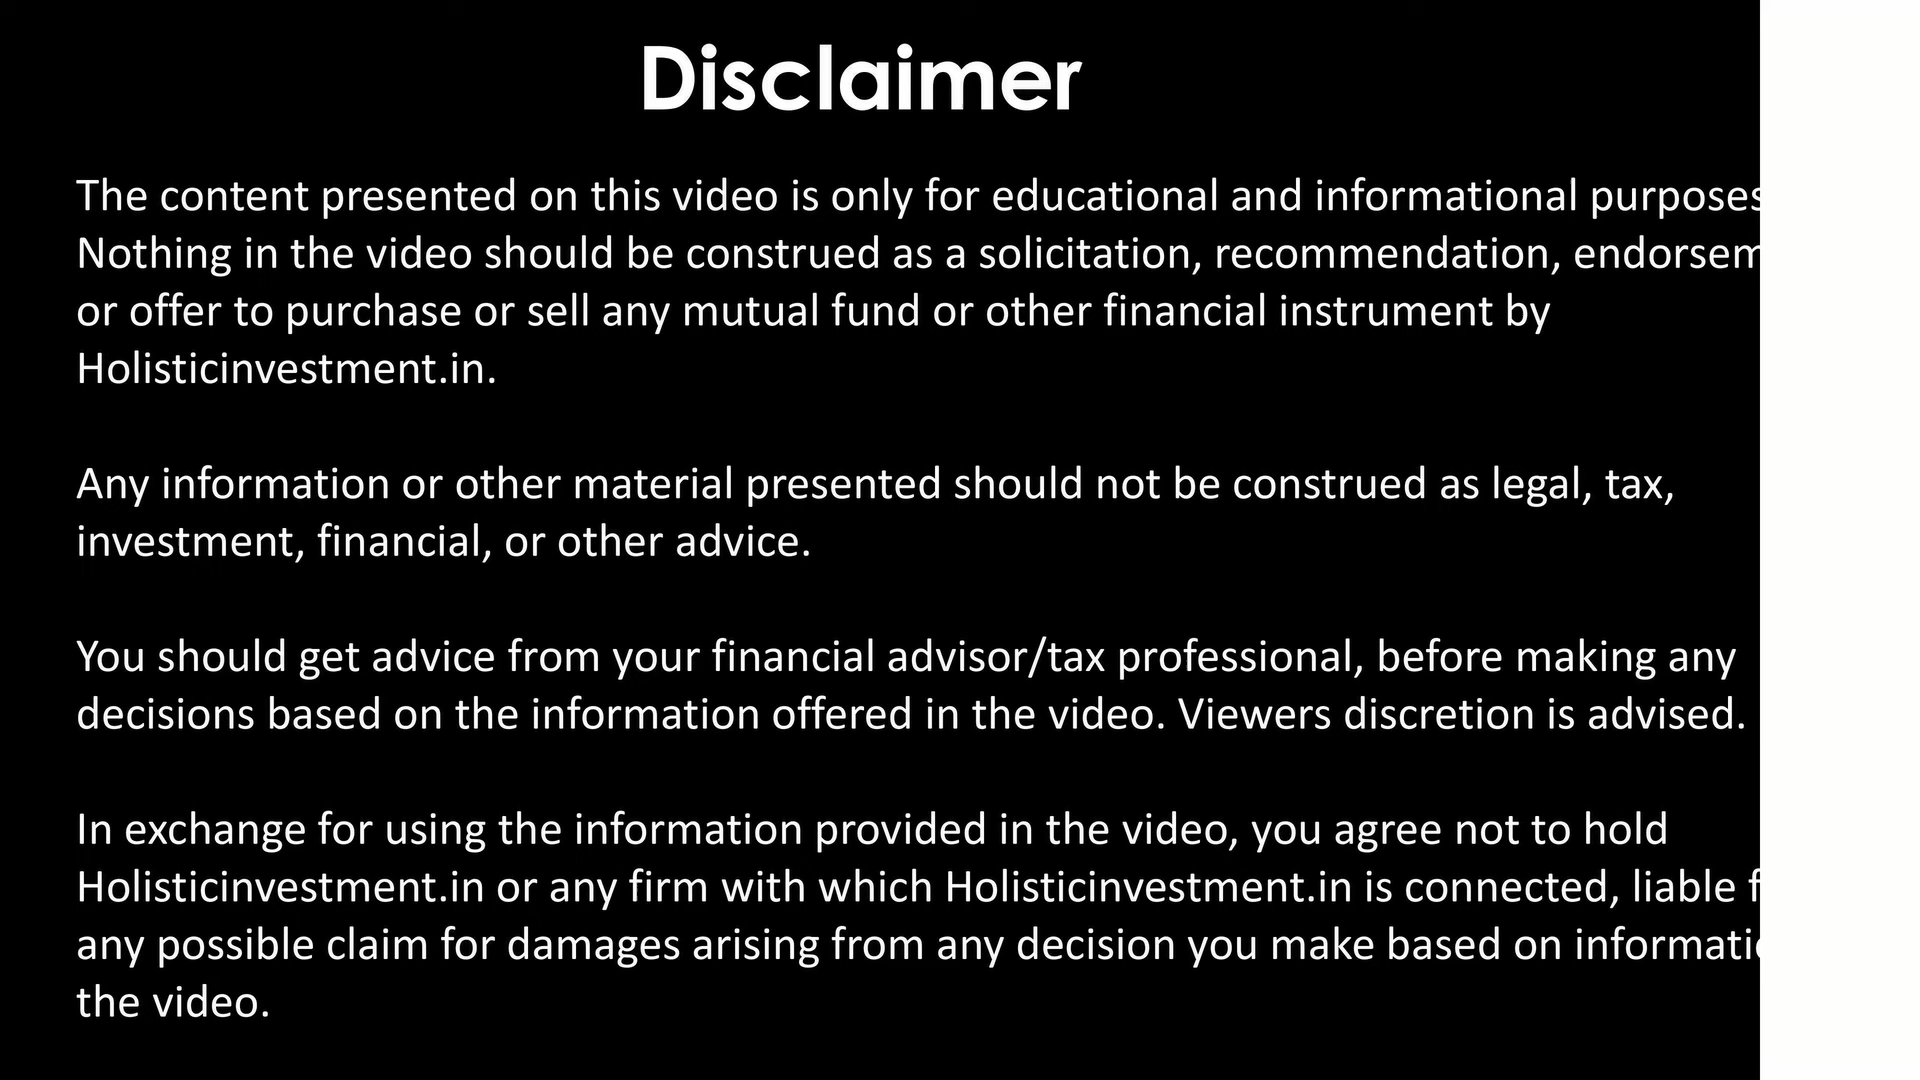 Disclaimer
The content presented on this video is only for educational and informational purposes
Nothing in the video should be construed as a solicitation, recommendation,
or offer to purchase or sell any mutual fund or other financial instrument by
Holisticinvestment.in.
Any information or other material presented should not be construed as legal, tax,
investment, financial, or other advice.
You should get advice from your financial advisor/tax professional, before making any
decisions based on the information offered in the video. Viewers discretion is advised.
In exchange for using the information provided in the video, you agree not to hold
Holisticinvestment.in or any firm with which Holisticinvestment.in is connected, liable
any possible claim for damages arising from any decision you make based on
the video.